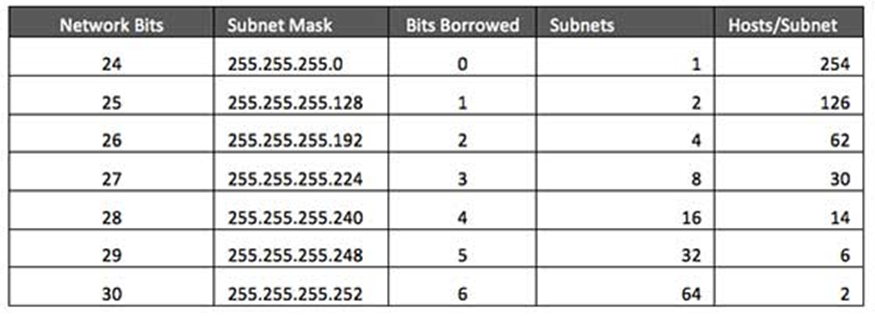 Network Bits Subnet Mask Bits Borrowed Subnets Hosts/Subnet
24 255.255.255.0 0 1 254
25 255.255.255.128 1 2 126
26 255.255.255.192 2 4 62
27 255.255.255.224 3 8 30
28 255.255.255.240 4 16 14
29 255.255.255.248 5 32 6
30 255.255.255.252 6 64 2